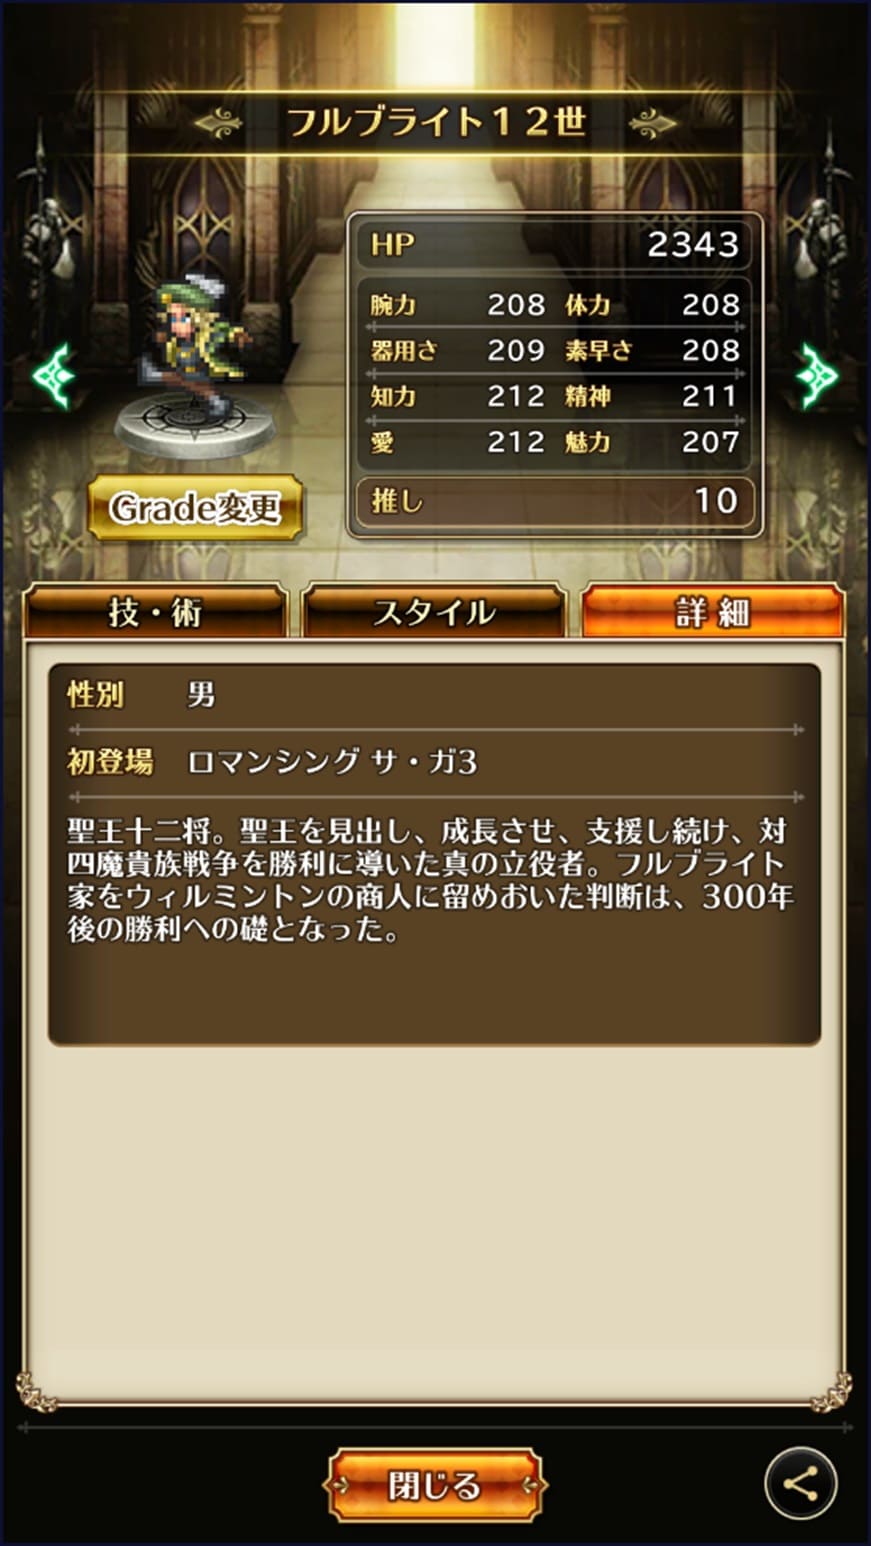 フルブライト12世
HP 2343
腕力 208 体力 208
器用さ 209 素早さ 208
知力 212 精神 211
愛 212 魅力 207
推し 10
Grade変更
技・術 スタイル 詳細
性別 男
初登場 ロマンシング サ・ガ3
聖王十二将。聖王を見出し、成長させ、支援し続け、対
四魔貴族戦争を勝利に導いた真の立役者。フルブライト
家をウィルミントンの商人に留めおいた判断は、300年
後の勝利への礎となった。
閉じる